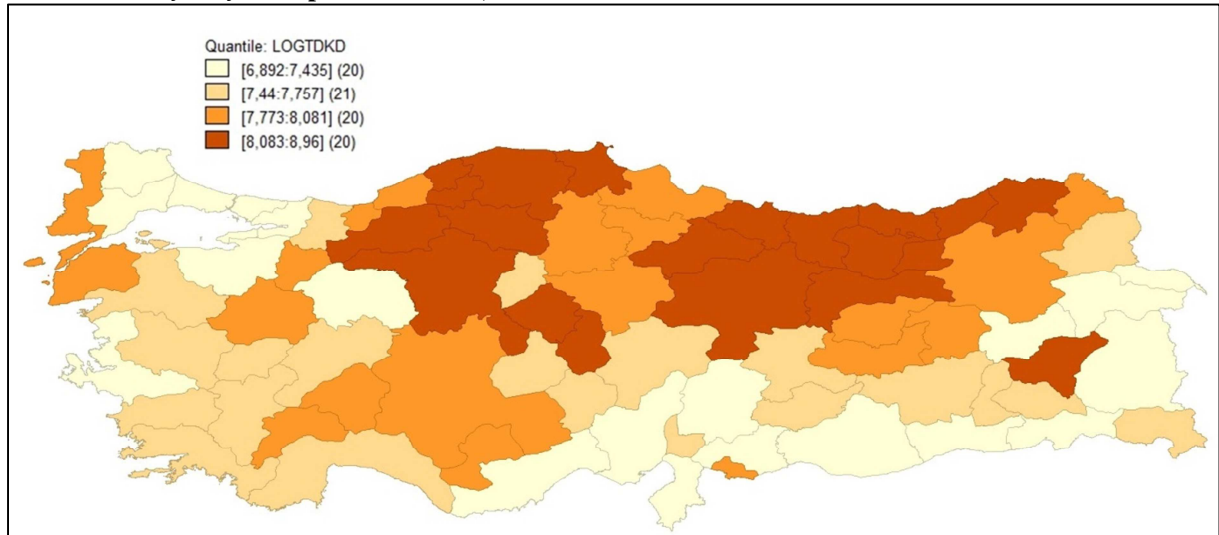 Quantile: LOGTDKD
[6,892:7,435] (20)
[7,44:7,757] (21)
[7,773:8,081] (20)
[8,083:8,96] (20)